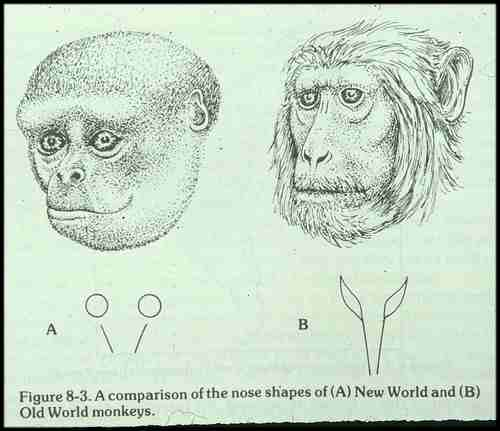 A
B
Figure 8-3. A comparison of the nose shapes of (A) New World and (B)
Old World monkeys.